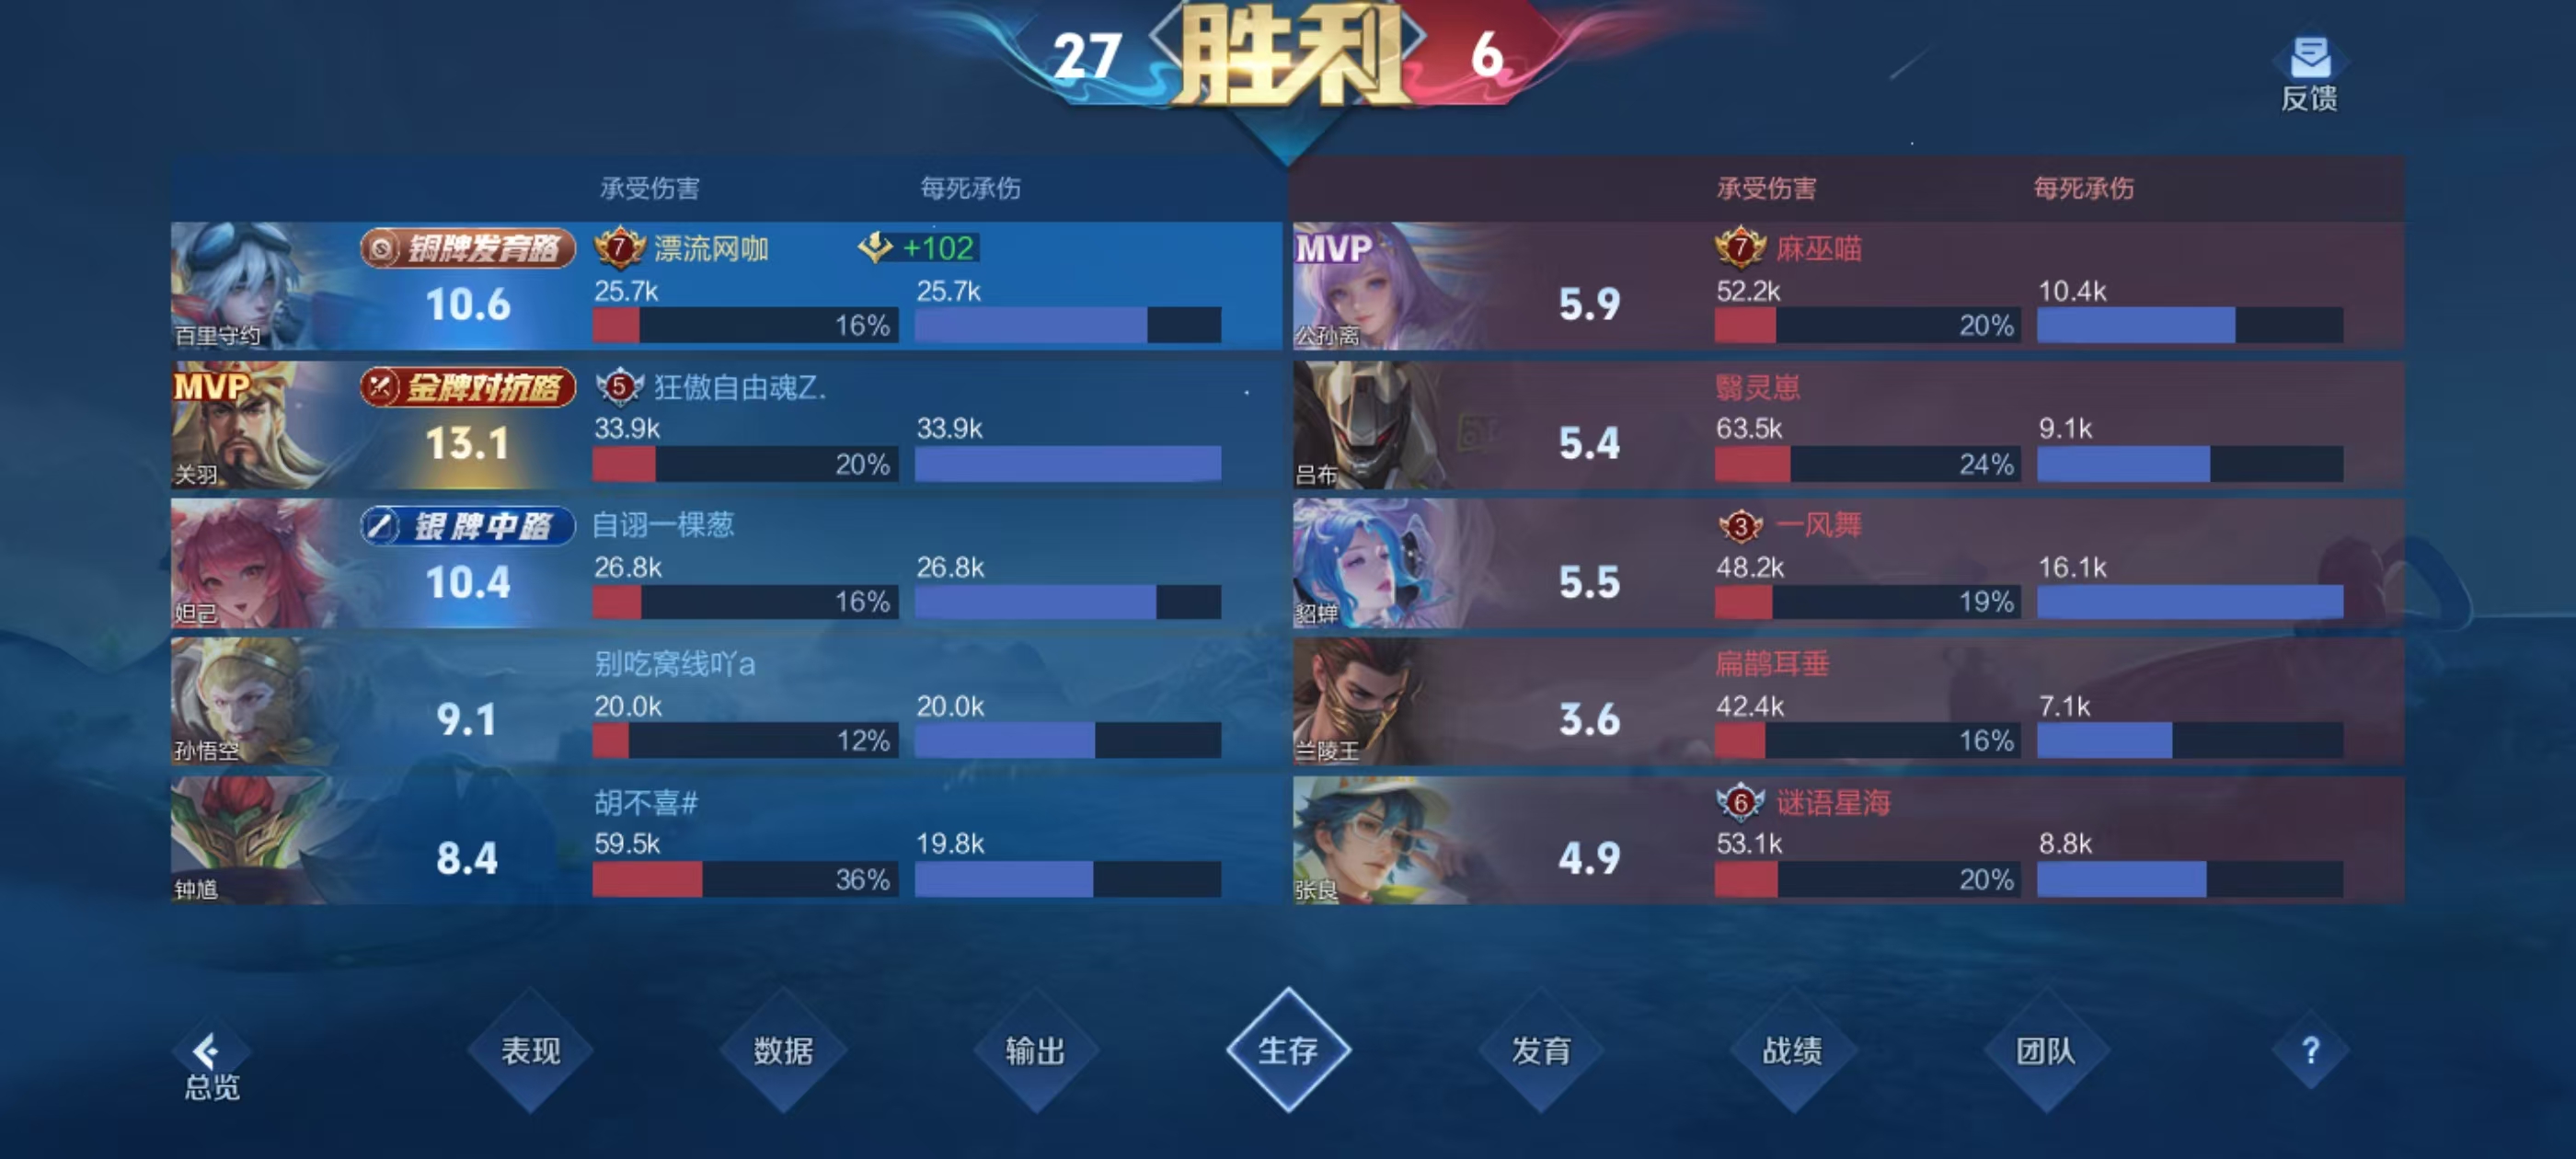 27 胜利 6
反馈
承受伤害 每死承伤
承受伤害 每死承伤
铜牌发育路 7 漂流网咖 +102
10.6 25.7k 25.7k
16%
百里守约
MVP 金牌对抗路 5 狂傲自由魂Z.
13.1 33.9k 33.9k
20%
关羽
银牌中路 自诩一棵葱
10.4 26.8k 26.8k
16%
妲己
别吃窝线吖a
9.1 20.0k 20.0k
12%
孙悟空
胡不喜#
8.4 59.5k 19.8k
36%
钟馗
MVP 7 麻巫喵
5.9 52.2k 10.4k
20%
公孙离
翳灵崽
5.4 63.5k 9.1k
24%
吕布
3 一风舞
5.5 48.2k 16.1k
19%
貂蝉
扁鹊耳垂
3.6 42.4k 7.1k
16%
兰陵王
6 谜语星海
4.9 53.1k 8.8k
20%
张良
总览 表现 数据 输出 生存 发育 战绩 团队 ?